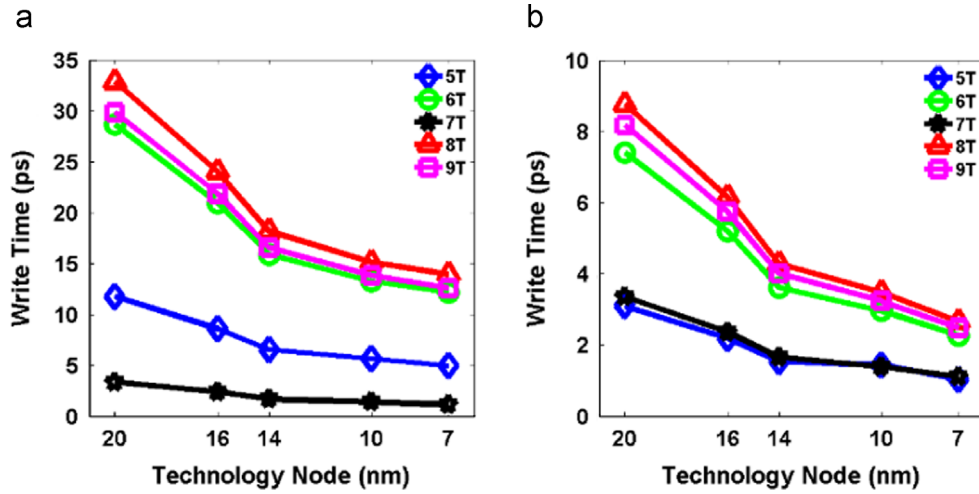 a
35
30
25
20
15
10
5
0
Write Time (ps)
5T
6T
7T
8T
9T
20 16 14 10 7
Technology Node (nm)
b
10
8
6
4
2
0
Write Time (ps)
5T
6T
7T
8T
9T
20 16 14 10 7
Technology Node (nm)